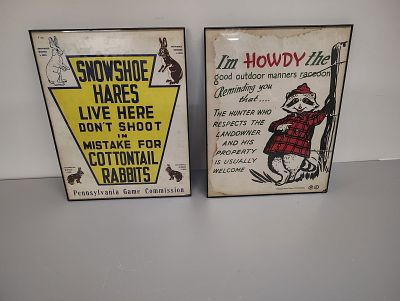 SNOWSHOE
HARES
LIVE HERE
DON'T SHOOT
IN
MISTAKE FOR
COTTONTAIL
RABBITS
Pennsylvania Game Commission
I'm HOWDY the
good outdoor manners raccoon
Reminding you
that....
THE HUNTER WHO
RESPECTS THE
LANDOWNER
AND HIS
PROPERTY
IS USUALLY
WELCOME